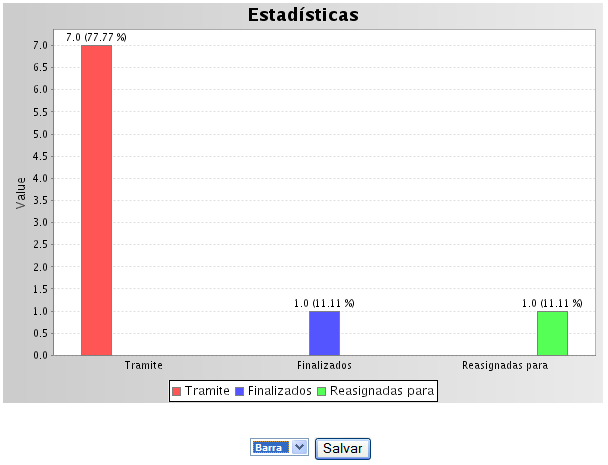 Estadísticas
7.0 (77.77 %)
7.0
6.5
6.0
5.5
5.0
4.5
4.0
3.5
3.0
2.5
2.0
1.5
1.0
0.5
0.0
Value
1.0 (11.11 %)
1.0 (11.11 %)
Tramite
Finalizados
Reasignadas para
Tramite Finalizados Reasignadas para
Barra Salvar